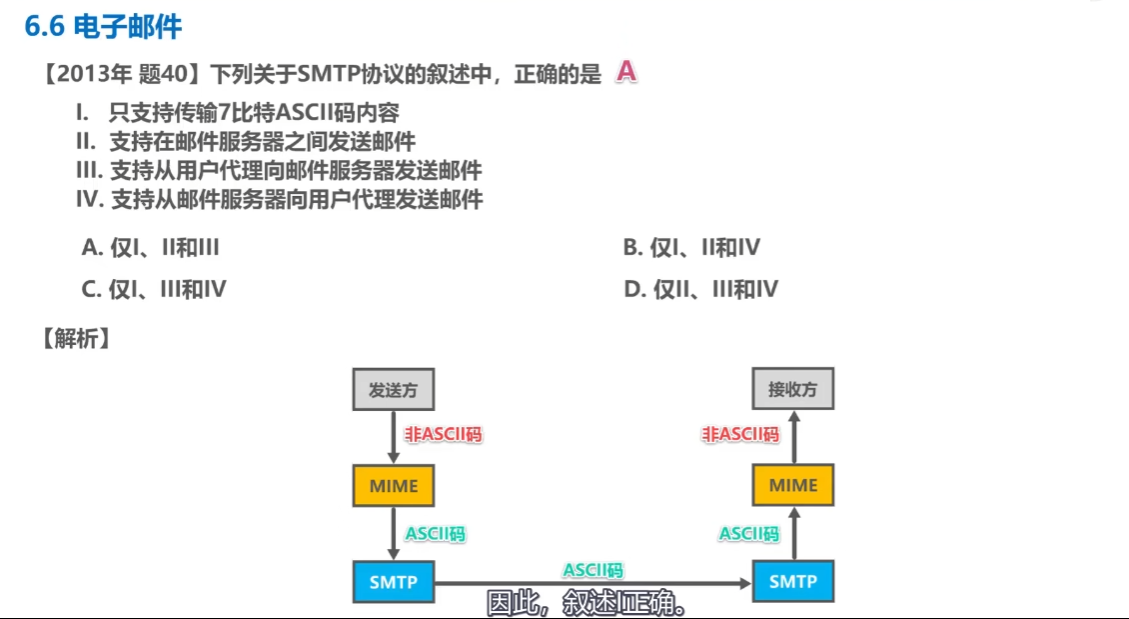 6.6 电子邮件
【2013年 题40】下列关于SMTP协议的叙述中，正确的是 A
I. 只支持传输7比特ASCII码内容
II. 支持在邮件服务器之间发送邮件
III. 支持从用户代理向邮件服务器发送邮件
IV. 支持从邮件服务器向用户代理发送邮件
A. 仅I、II和III
B. 仅I、II和IV
C. 仅I、III和IV
D. 仅II、III和IV
【解析】
发送方
接收方
非ASCII码
非ASCII码
MIME
MIME
ASCII码
ASCII码
SMTP
ASCII码
SMTP
因此，叙述I正确。